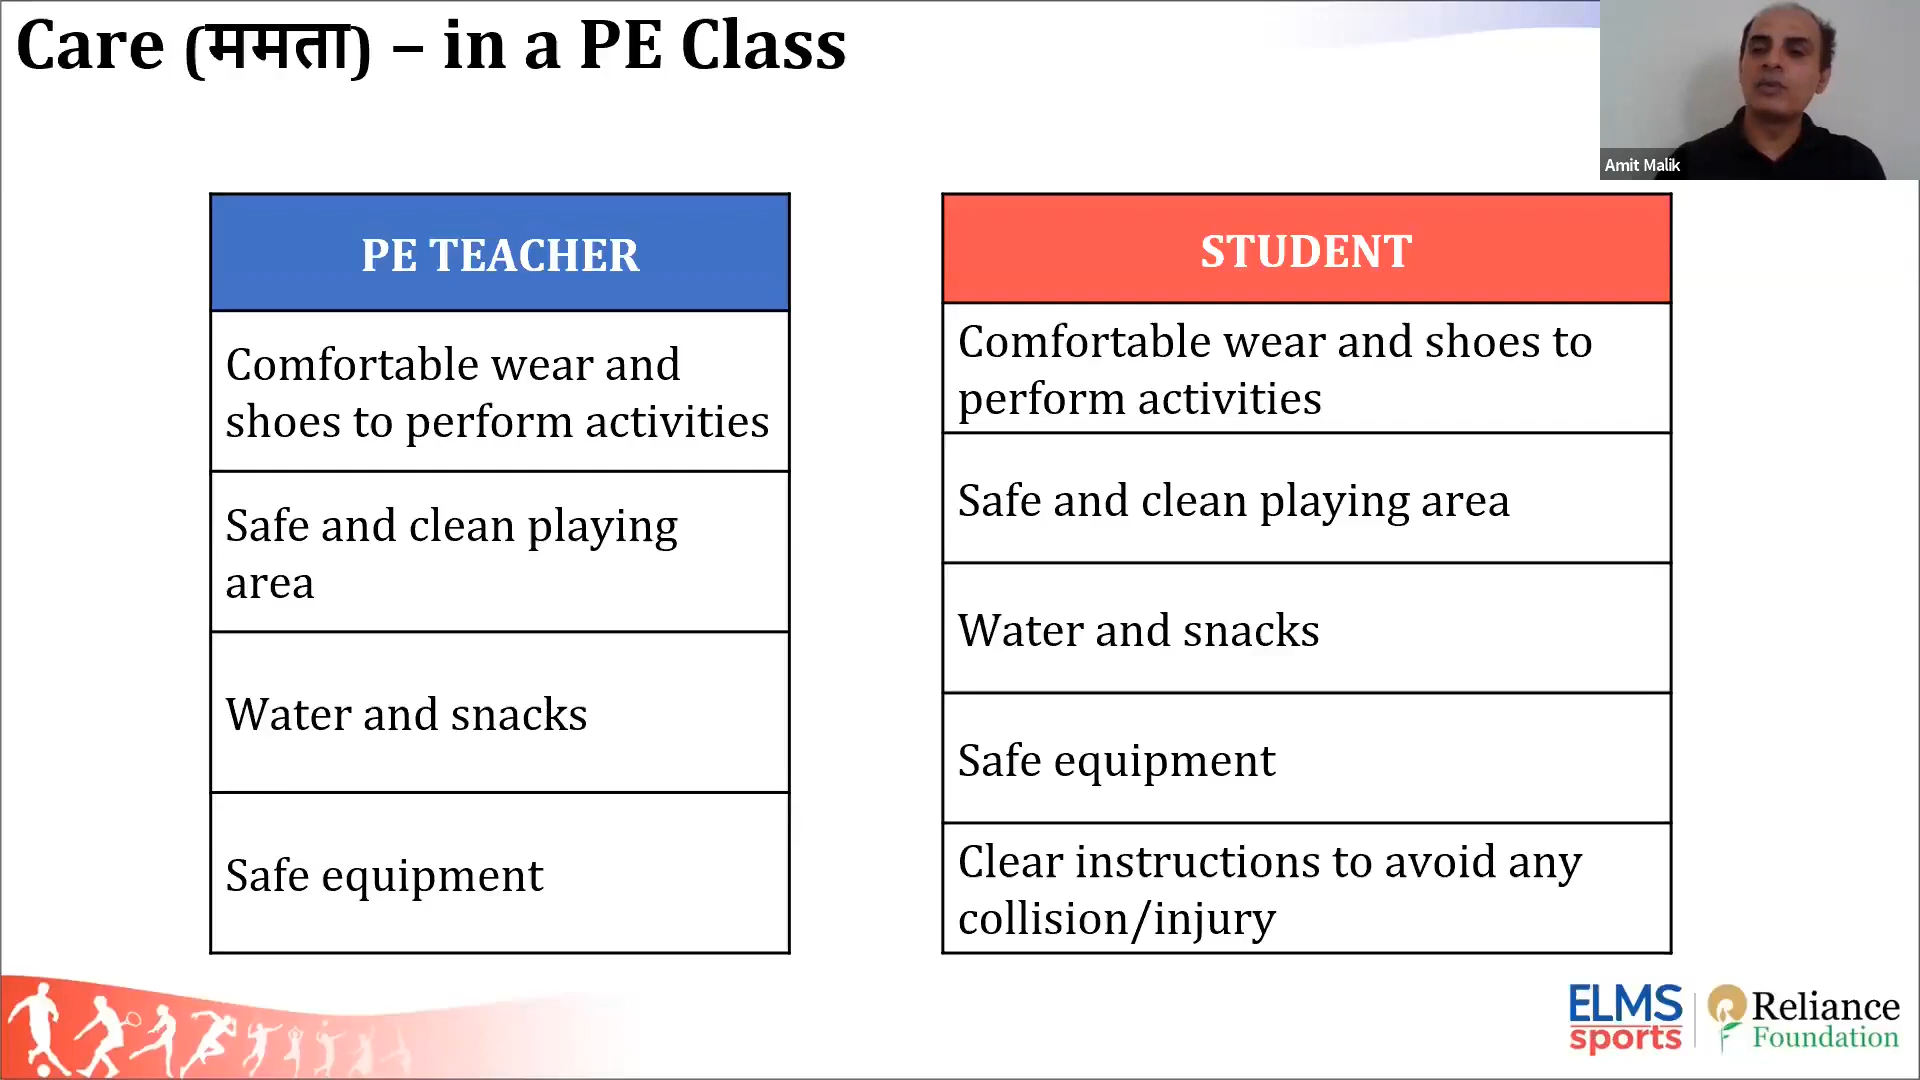 Care (ममता) – in a PE Class
Amit Malik
PE TEACHER
Comfortable wear and
shoes to perform activities
Safe and clean playing
area
Water and snacks
Safe equipment
STUDENT
Comfortable wear and shoes to
perform activities
Safe and clean playing area
Water and snacks
Safe equipment
Clear instructions to avoid any
collision/injury
ELMS
sports
Reliance
Foundation